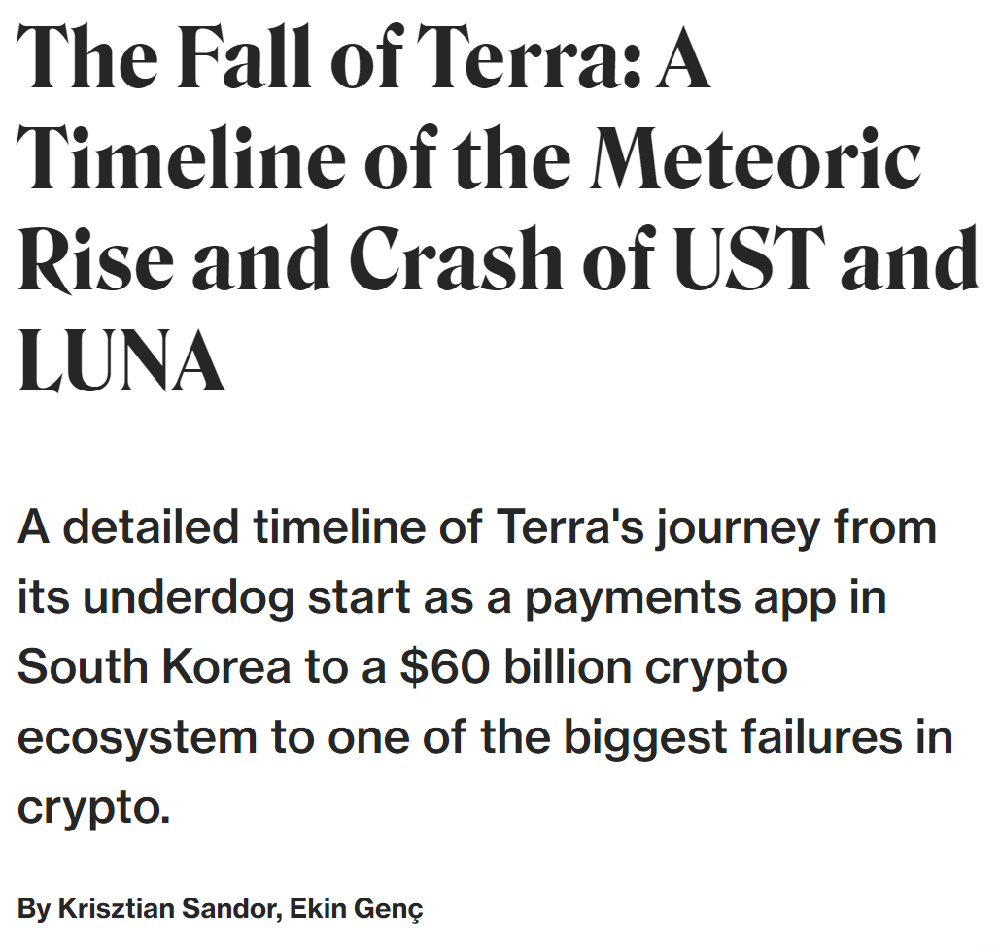 The Fall of Terra: A
Timeline of the Meteoric
Rise and Crash of UST and
LUNA
A detailed timeline of Terra's journey from
its underdog start as a payments app in
South Korea to a $60 billion crypto
ecosystem to one of the biggest failures in
crypto.
By Krisztian Sandor, Ekin Genç